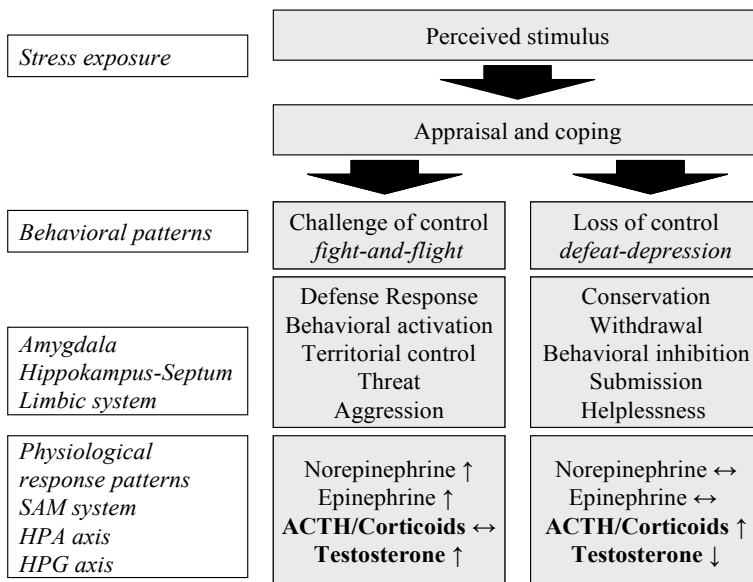 Stress exposure
Perceived stimulus
Appraisal and coping
Behavioral patterns
Challenge of control
fight-and-flight
Loss of control
defeat-depression
Amygdala
Hippokampus-Septum
Limbic system
Defense Response
Behavioral activation
Territorial control
Threat
Aggression
Conservation
Withdrawal
Behavioral inhibition
Submission
Helplessness
Physiological
response patterns
SAM system
HPA axis
HPG axis
Norepinephrine ↑
Epinephrine ↑
ACTH/Corticoids ↔
Testosterone ↑
Norepinephrine ↔
Epinephrine ↔
ACTH/Corticoids ↑
Testosterone ↓